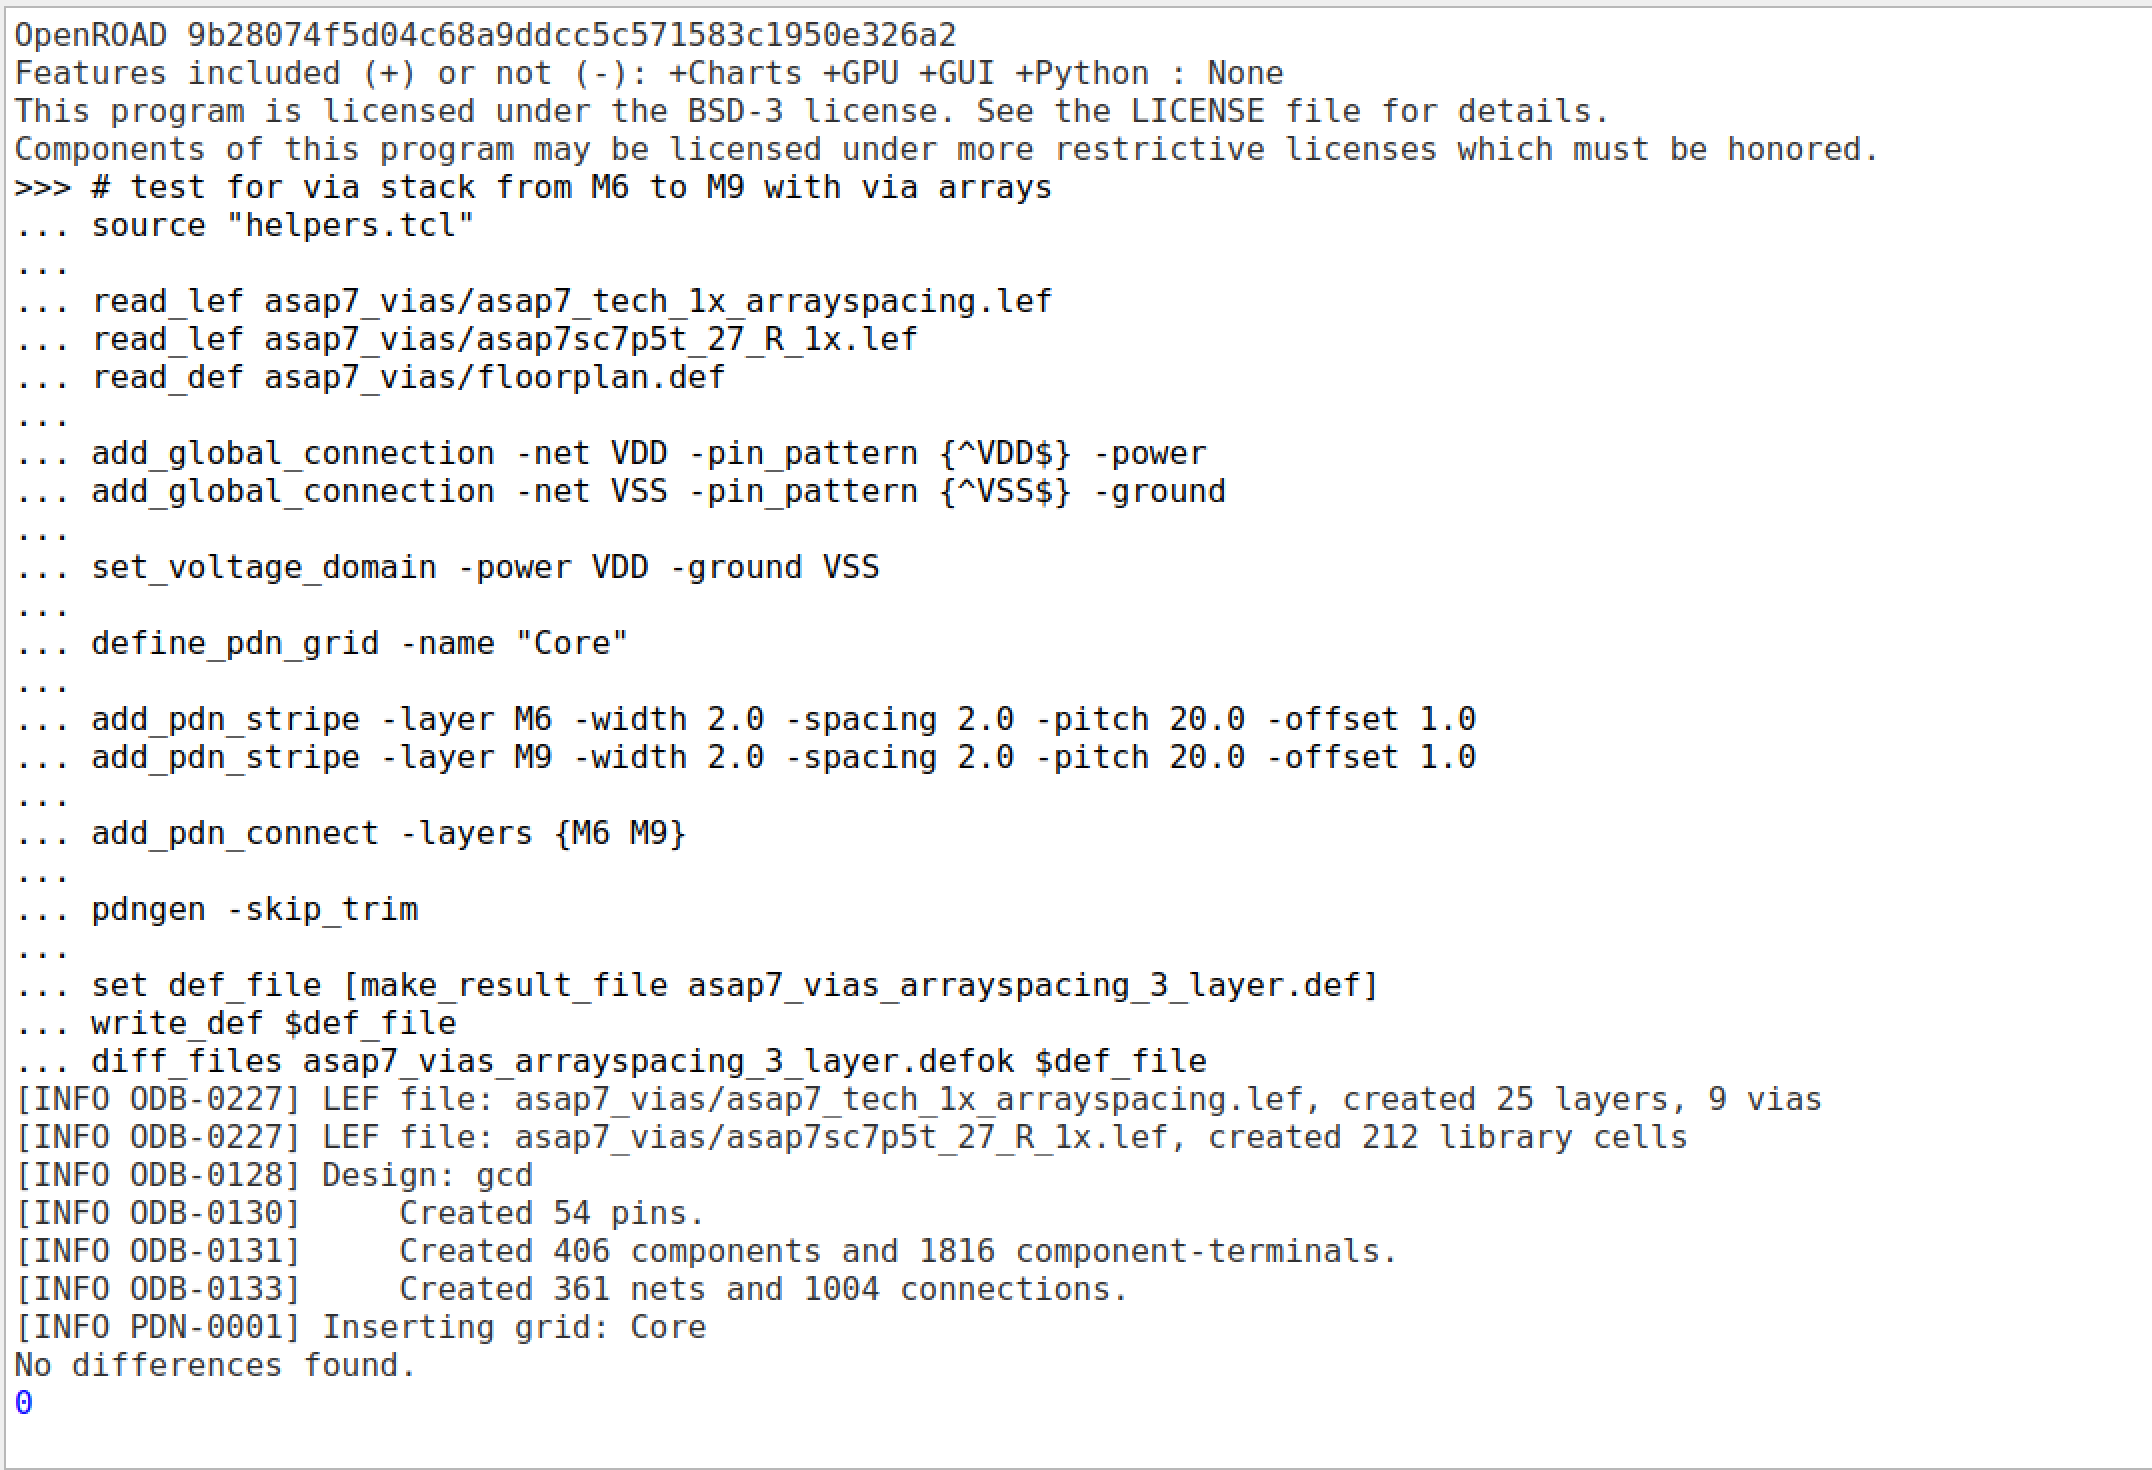 OpenROAD 9b28074f5d04c68a9ddcc5c571583c1950e326a2
Features included (+) or not (-): +Charts +GPU +GUI +Python : None
This program is licensed under the BSD-3 license. See the LICENSE file for details.
Components of this program may be licensed under more restrictive licenses which must be honored.
>>> # test for via stack from M6 to M9 with via arrays
... source "helpers.tcl"
...
... read_lef asap7_vias/asap7_tech_1x_arrayspacing.lef
... read_lef asap7_vias/asap7sc7p5t_27_R_1x.lef
... read_def asap7_vias/floorplan.def
...
... add_global_connection -net VDD -pin_pattern {^VDD$} -power
... add_global_connection -net VSS -pin_pattern {^VSS$} -ground
...
... set_voltage_domain -power VDD -ground VSS
...
... define_pdn_grid -name "Core"
...
... add_pdn_stripe -layer M6 -width 2.0 -spacing 2.0 -pitch 20.0 -offset 1.0
... add_pdn_stripe -layer M9 -width 2.0 -spacing 2.0 -pitch 20.0 -offset 1.0
...
... add_pdn_connect -layers {M6 M9}
...
... pdngen -skip_trim
...
... set def_file [make_result_file asap7_vias_arrayspacing_3_layer.def]
... write_def $def_file
... diff_files asap7_vias_arrayspacing_3_layer.defok $def_file
[INFO ODB-0227] LEF file: asap7_vias/asap7_tech_1x_arrayspacing.lef, created 25 layers, 9 vias
[INFO ODB-0227] LEF file: asap7_vias/asap7sc7p5t_27_R_1x.lef, created 212 library cells
[INFO ODB-0128] Design: gcd
[INFO ODB-0130]     Created 54 pins.
[INFO ODB-0131]     Created 406 components and 1816 component-terminals.
[INFO ODB-0133]     Created 361 nets and 1004 connections.
[INFO PDN-0001] Inserting grid: Core
No differences found.
0